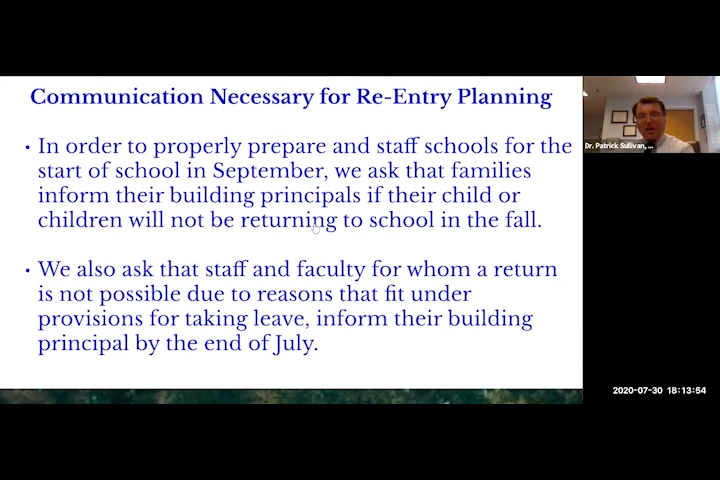 Communication Necessary for Re-Entry Planning
• In order to properly prepare and staff schools for the
start of school in September, we ask that families
inform their building principals if their child or
children will not be returning to school in the fall.
• We also ask that staff and faculty for whom a return
is not possible due to reasons that fit under
provisions for taking leave, inform their building
principal by the end of July.
Dr. Patrick Sullivan, ...
2020-07-30 18:13:54